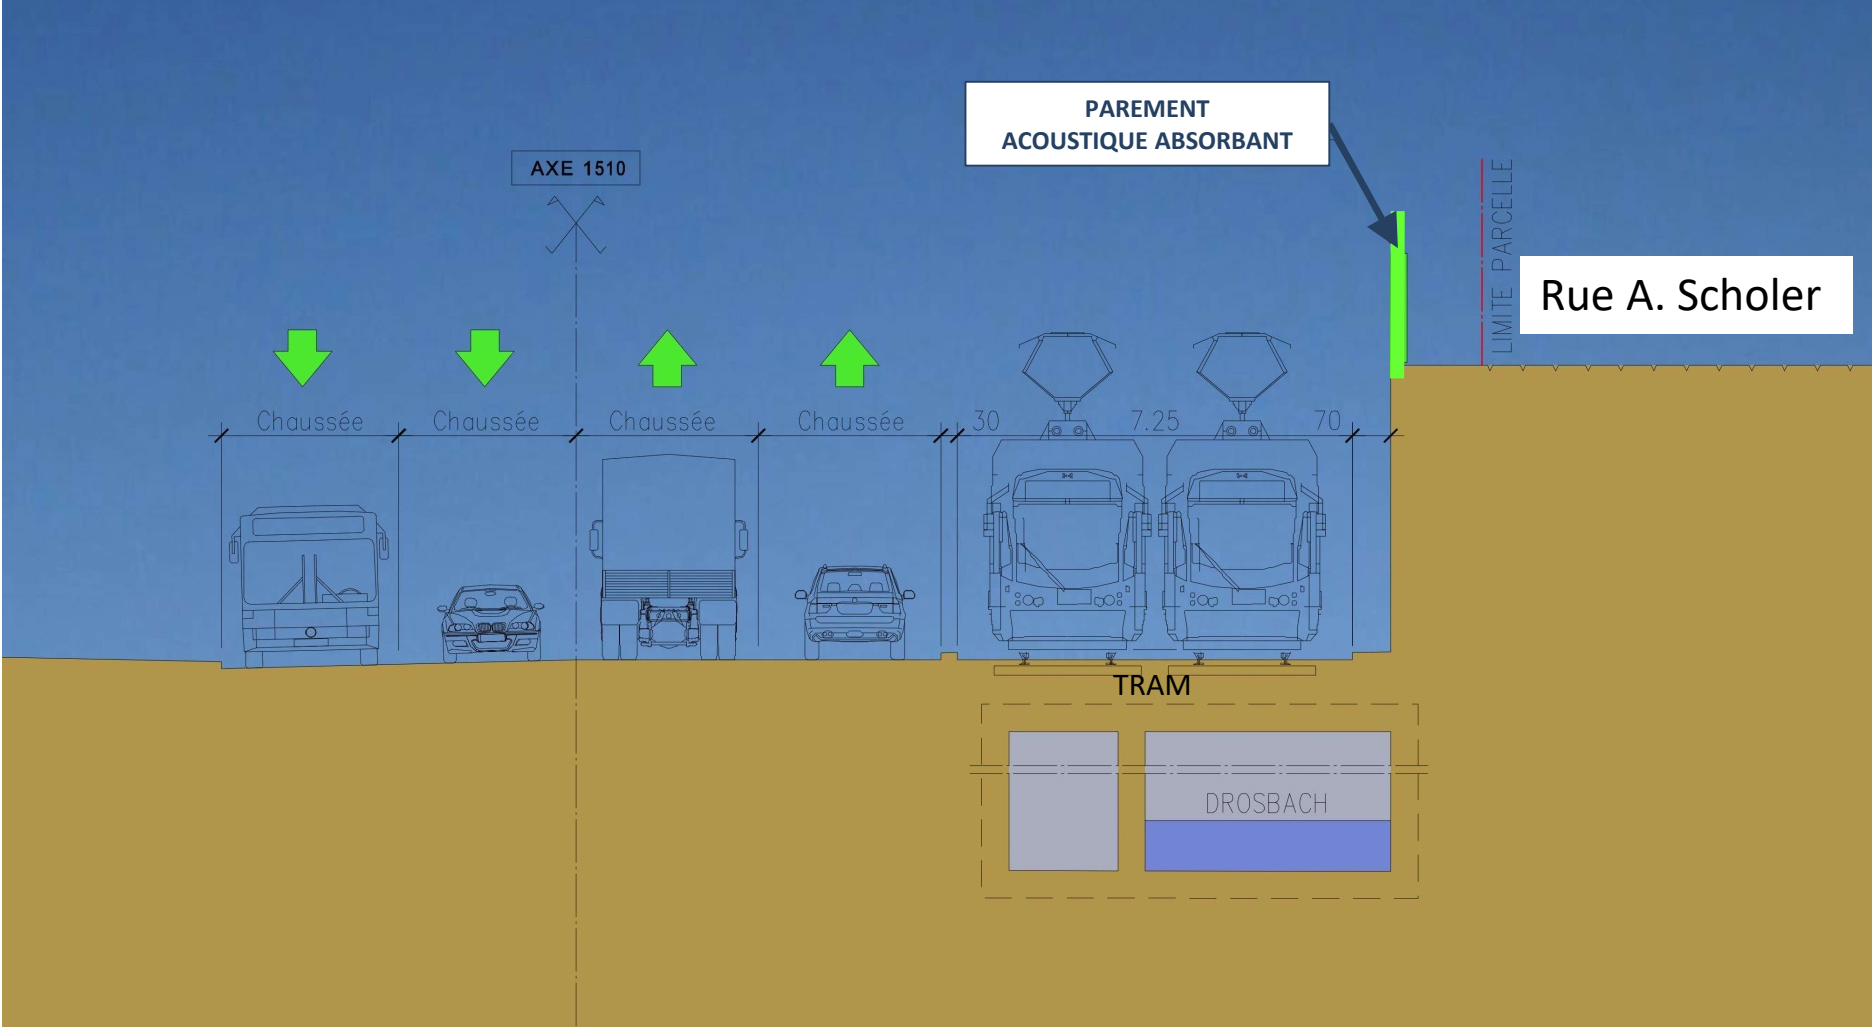 PAREMENT
ACOUSTIQUE ABSORBANT
AXE 1510
LIMITE PARCELLE
Rue A. Scholer
Chaussée Chaussée Chaussée Chaussée 30 7.25 70
TRAM
DROSBACH